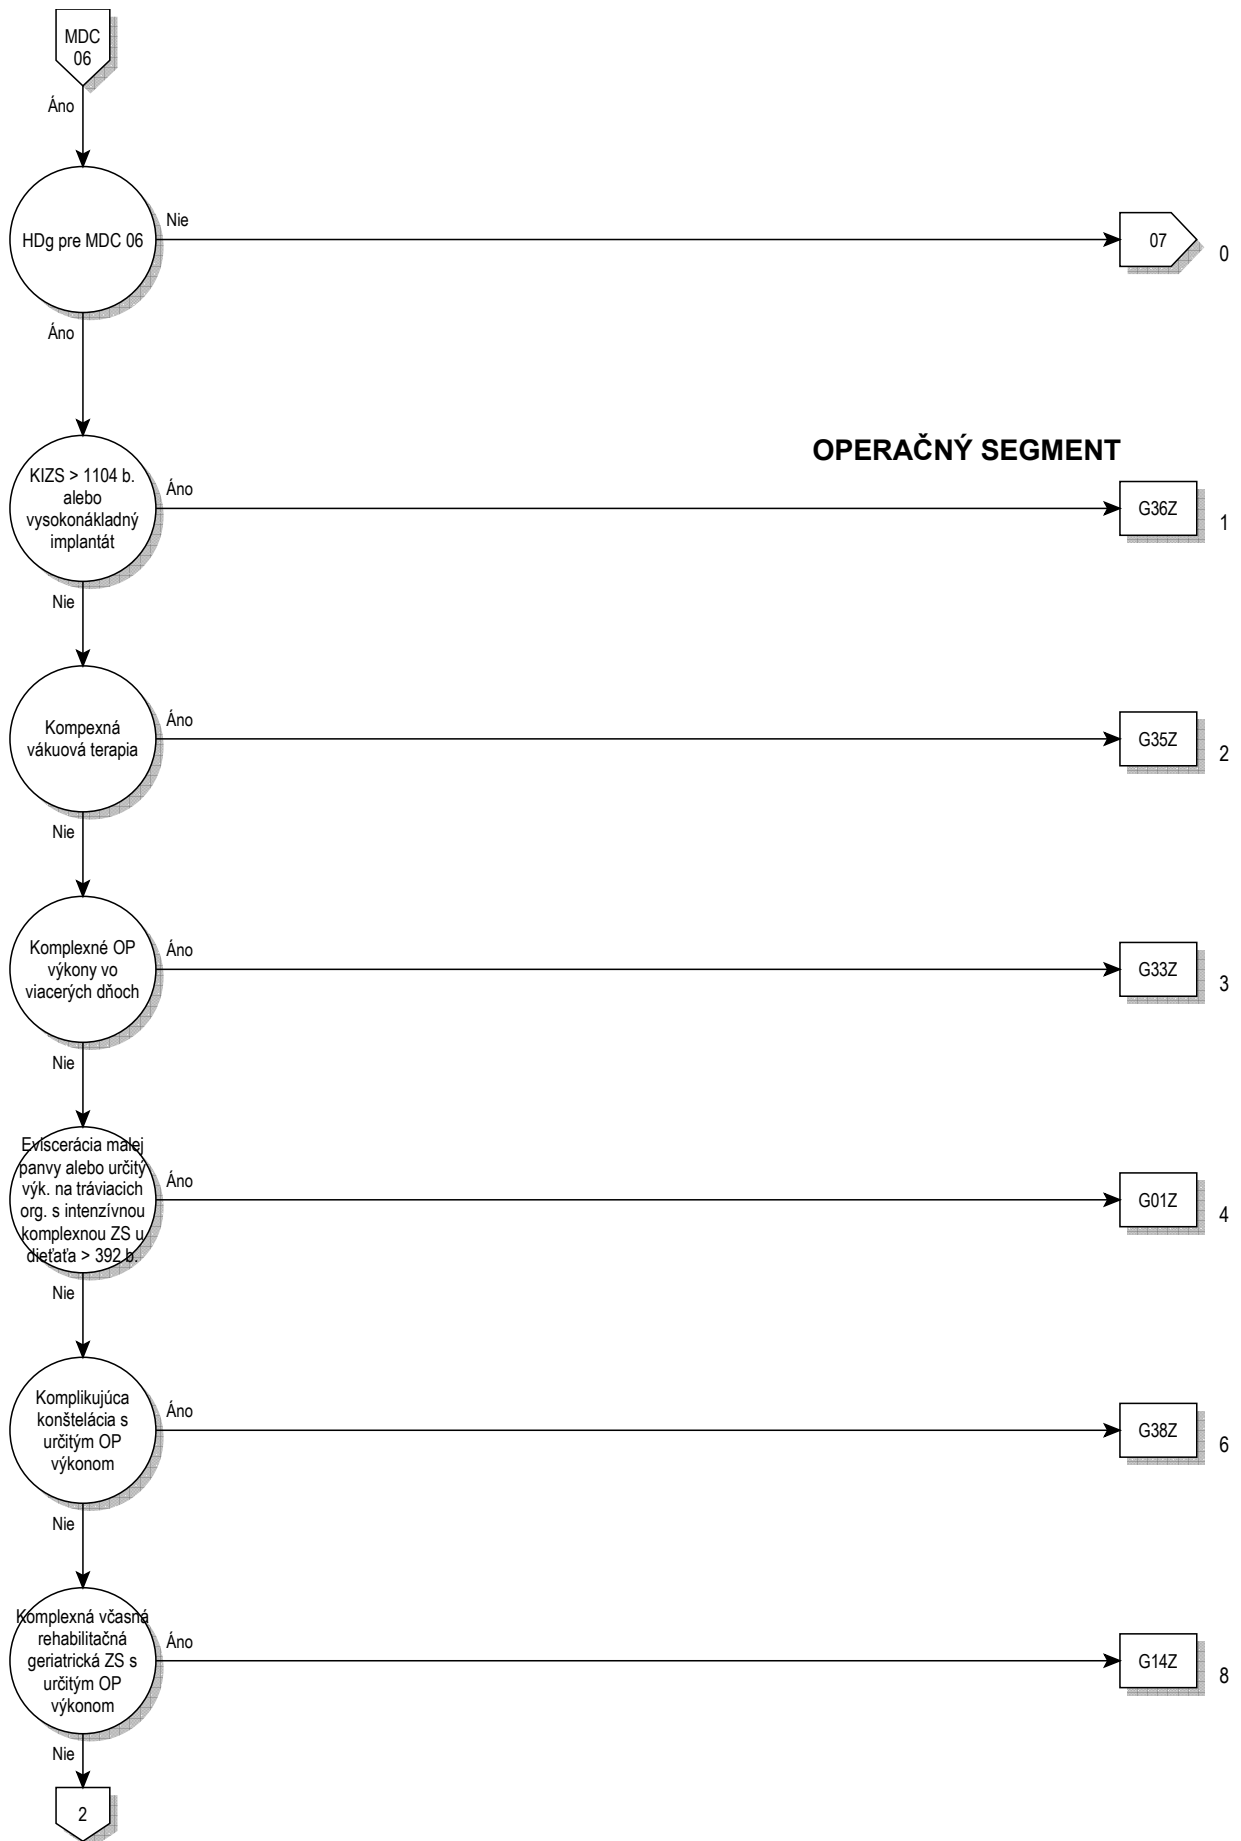 MDC
06
Áno
HDg pre MDC 06
Nie
07
0
Áno
OPERAČNÝ SEGMENT
KIZS > 1104 b.
alebo
vysokonákladný
implantát
Áno
G36Z
1
Nie
Kompexná
vákuová terapia
Áno
G35Z
2
Nie
Komplexné OP
výkony vo
viacerých dňoch
Áno
G33Z
3
Nie
Eviscerácia malej
panvy alebo určitý
výk. na tráviacich
org. s intenzívnou
komplexnou ZS u
dieťaťa > 392 b.
Áno
G01Z
4
Nie
Komplikujúca
konštelácia s
určitým OP
výkonom
Áno
G38Z
6
Nie
Komplexná včasná
rehabilitačná
geriatrická ZS s
určitým OP
výkonom
Áno
G14Z
8
Nie
2